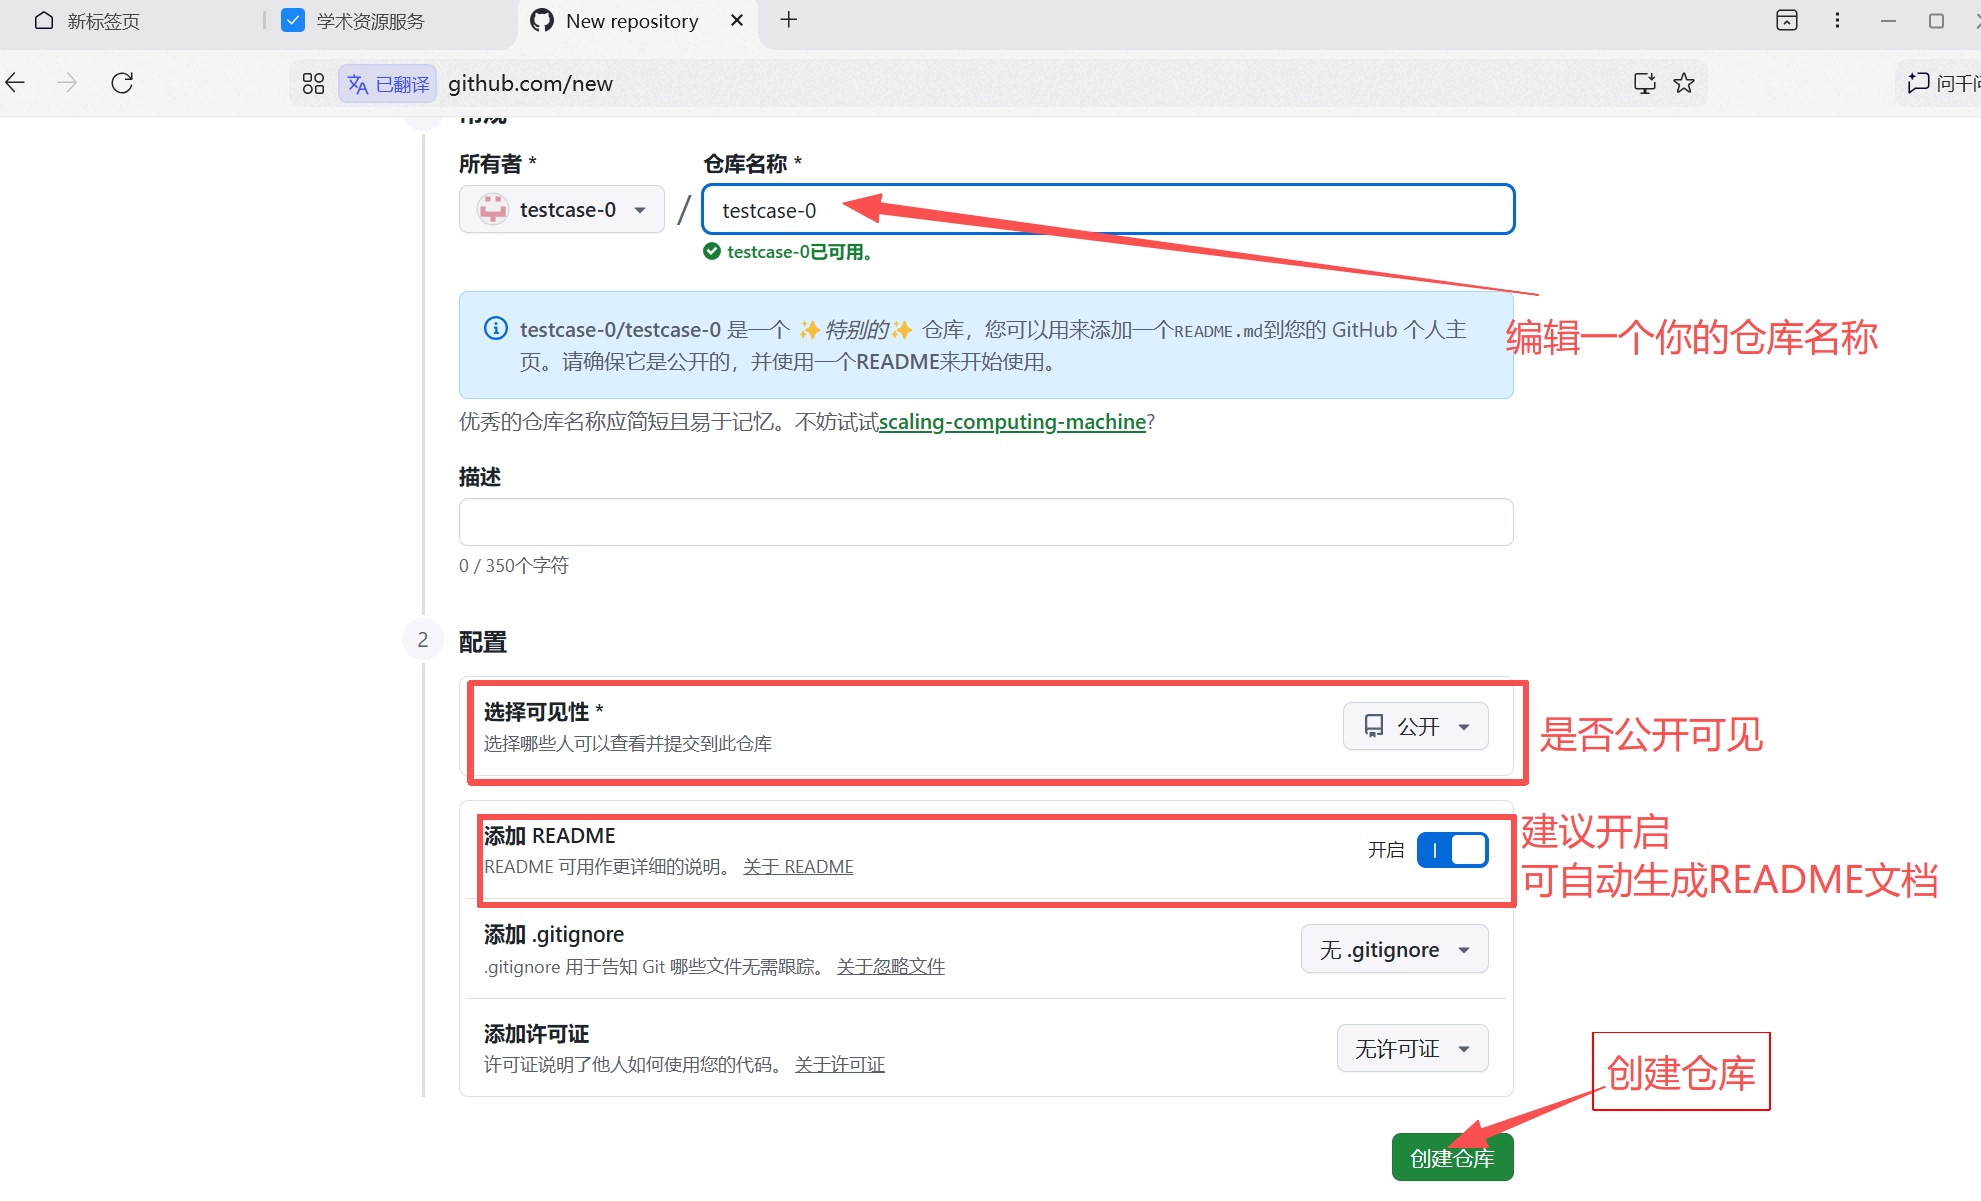 新标签页
学术资源服务
New repository
已翻译
github.com/new
常规
所有者 *
仓库名称 *
testcase-0
/
testcase-0
testcase-0已可用。
testcase-0/testcase-0 是一个 ✨特别的✨ 仓库，您可以用来添加一个README.md到您的 GitHub 个人主
页。请确保它是公开的，并使用一个README来开始使用。
编辑一个你的仓库名称
优秀的仓库名称应简短且易于记忆。不妨试试scaling-computing-machine?
描述
0 / 350个字符
2
配置
选择可见性 *
选择哪些人可以查看并提交到此仓库
公开
是否公开可见
添加 README
README 可用作更详细的说明。 关于 README
开启
建议开启
可自动生成README文档
添加 .gitignore
.gitignore 用于告知 Git 哪些文件无需跟踪。 关于忽略文件
无 .gitignore
添加许可证
许可证说明了他人如何使用您的代码。 关于许可证
无许可证
创建仓库
创建仓库